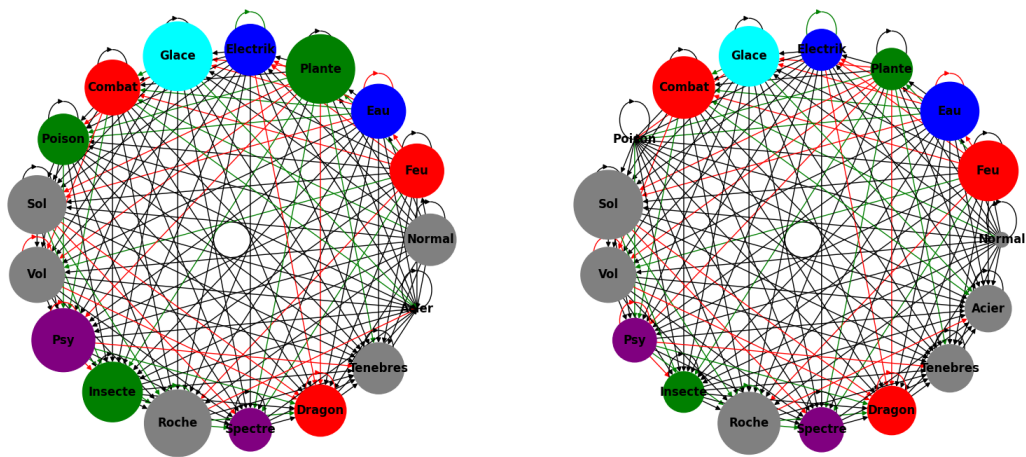 Glace
Electrik
Plante
Combat
Eau
Poison
Feu
Sol
Normal
Vol
Acier
Psy
Tenebres
Insecte
Dragon
Roche
Spectre
Glace
Electrik
Plante
Combat
Eau
Poison
Feu
Sol
Normal
Vol
Acier
Psy
Tenebres
Insecte
Dragon
Roche
Spectre